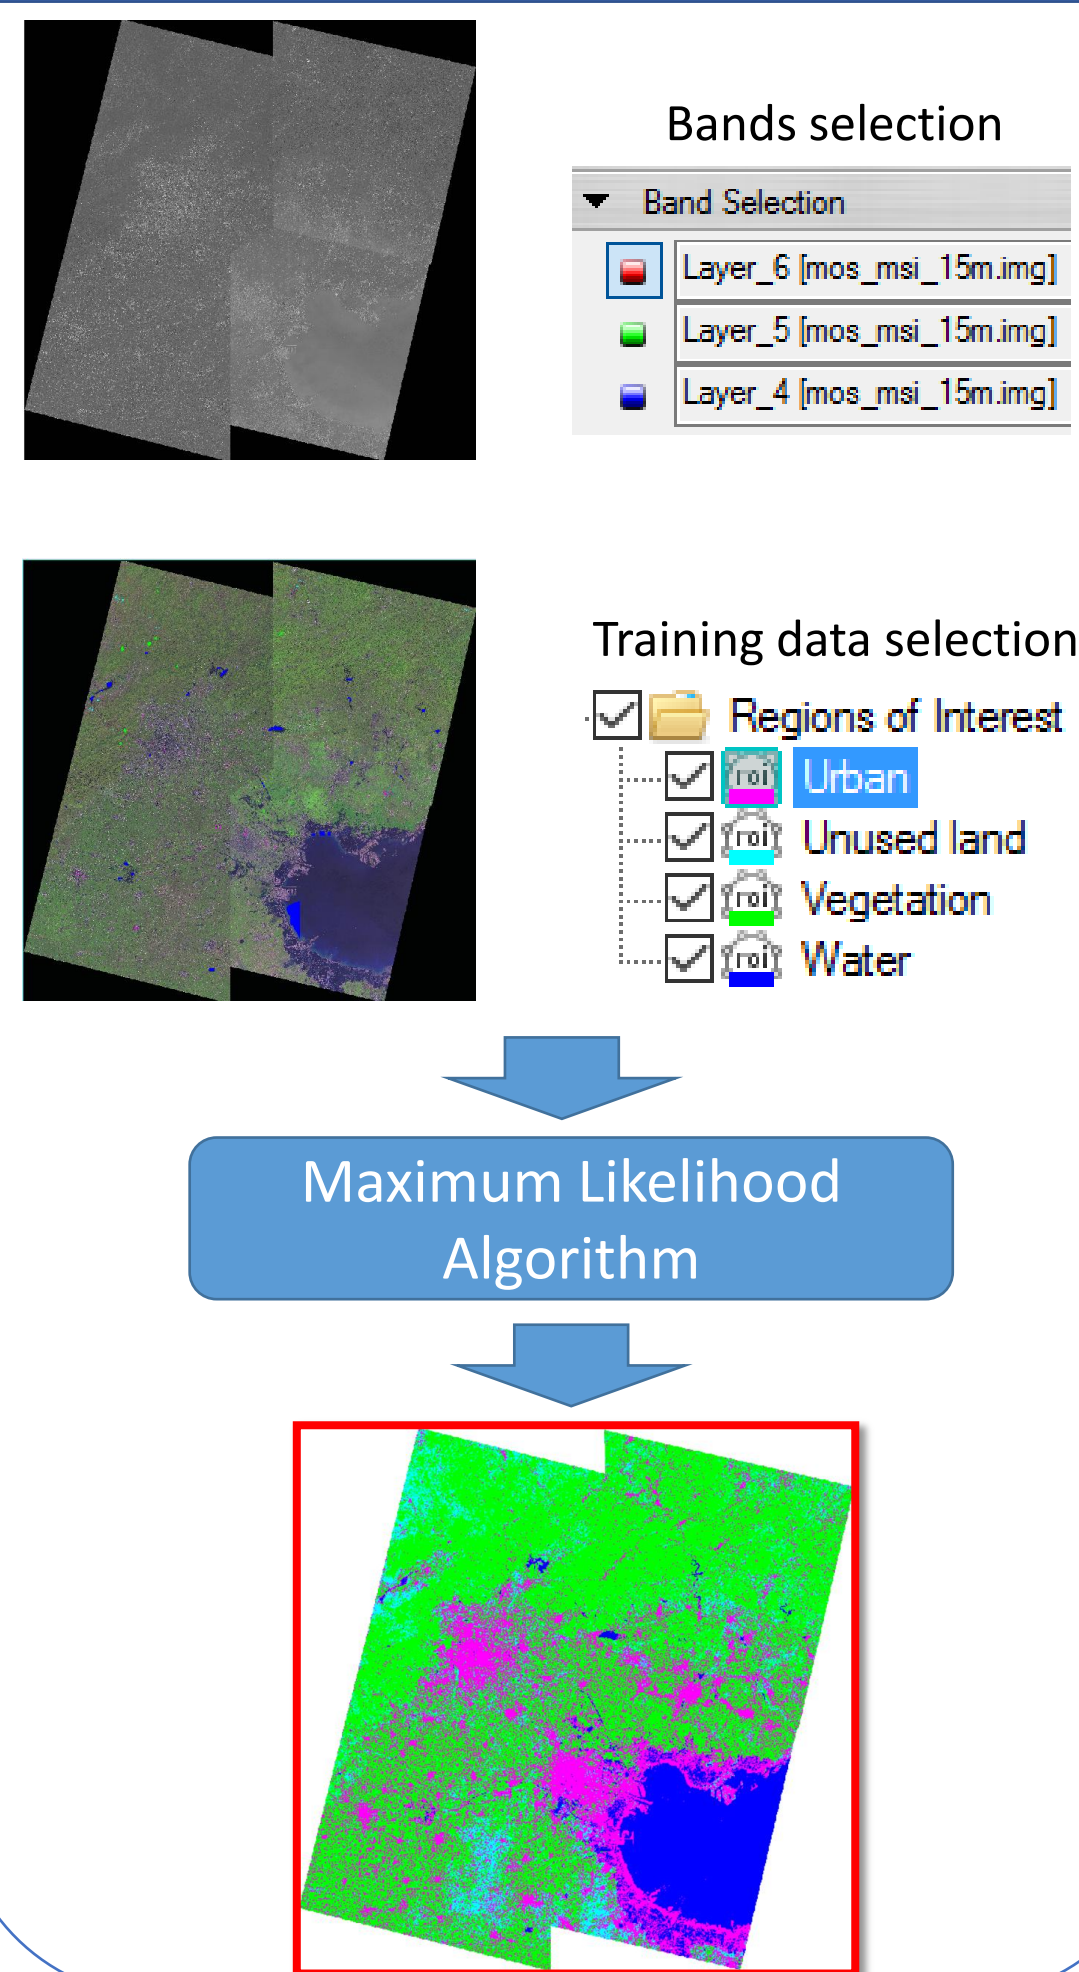 Bands selection
Band Selection
Layer_6 [mos_msi_15m.img]
Layer_5 [mos_msi_15m.img]
Layer_4 [mos_msi_15m.img]
Training data selection
Regions of Interest
roi Urban
roi Unused land
roi Vegetation
roi Water
Maximum Likelihood
Algorithm